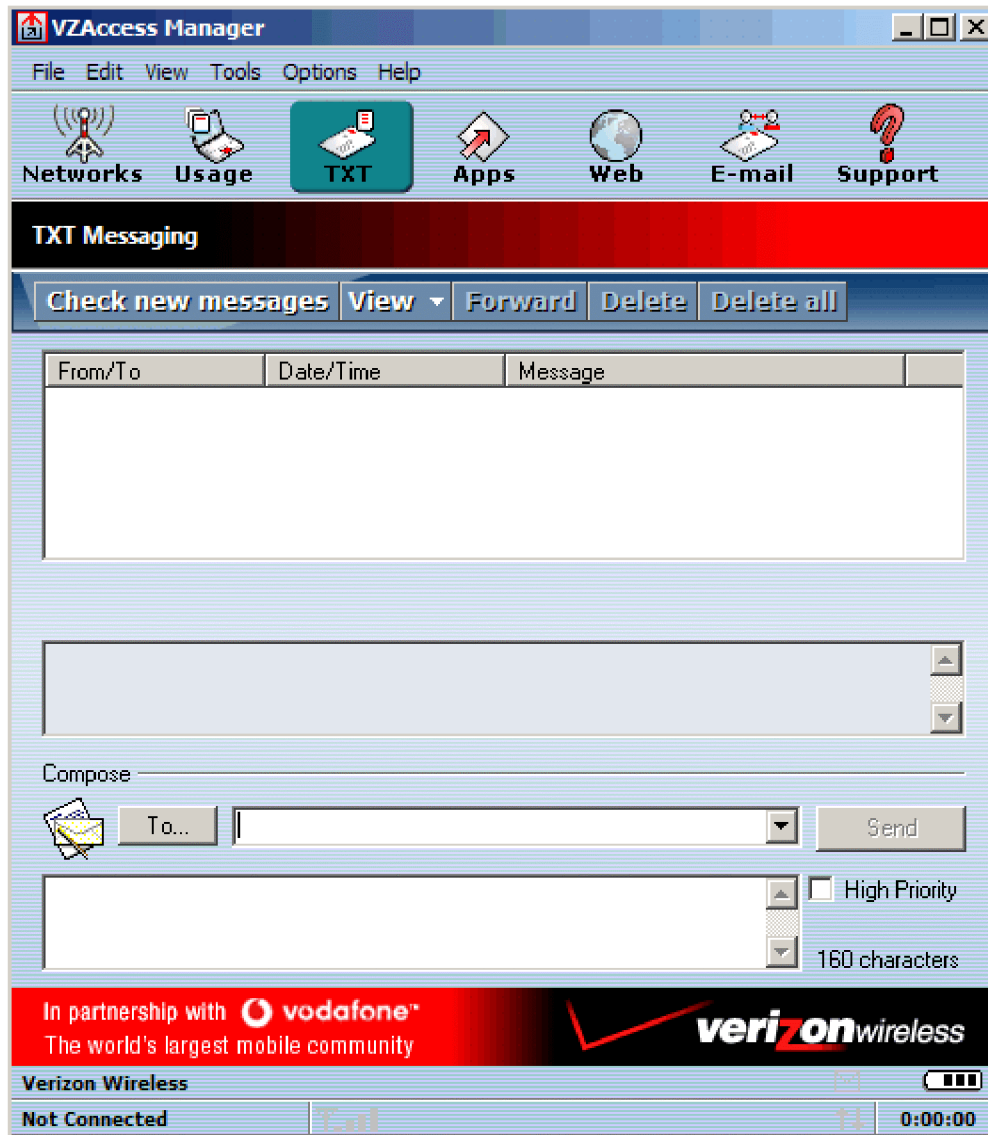 VZAccess Manager
File Edit View Tools Options Help
Networks Usage TXT Apps Web E-mail Support
TXT Messaging
Check new messages View Forward Delete Delete all
From/To Date/Time Message
Compose
To... Send
High Priority
160 characters
In partnership with vodafone™
The world's largest mobile community
verizonwireless
Verizon Wireless
Not Connected 0:00:00